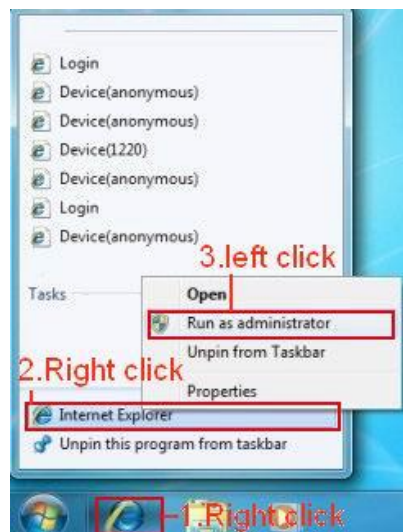 Login
Device(anonymous)
Device(anonymous)
Device(1220)
Device(anonymous)
Login
Device(anonymous)
3.left click
Tasks
Open
Run as administrator
Unpin from Taskbar
Properties
2.Right click
Internet Explorer
Unpin this program from taskbar
1.Right click